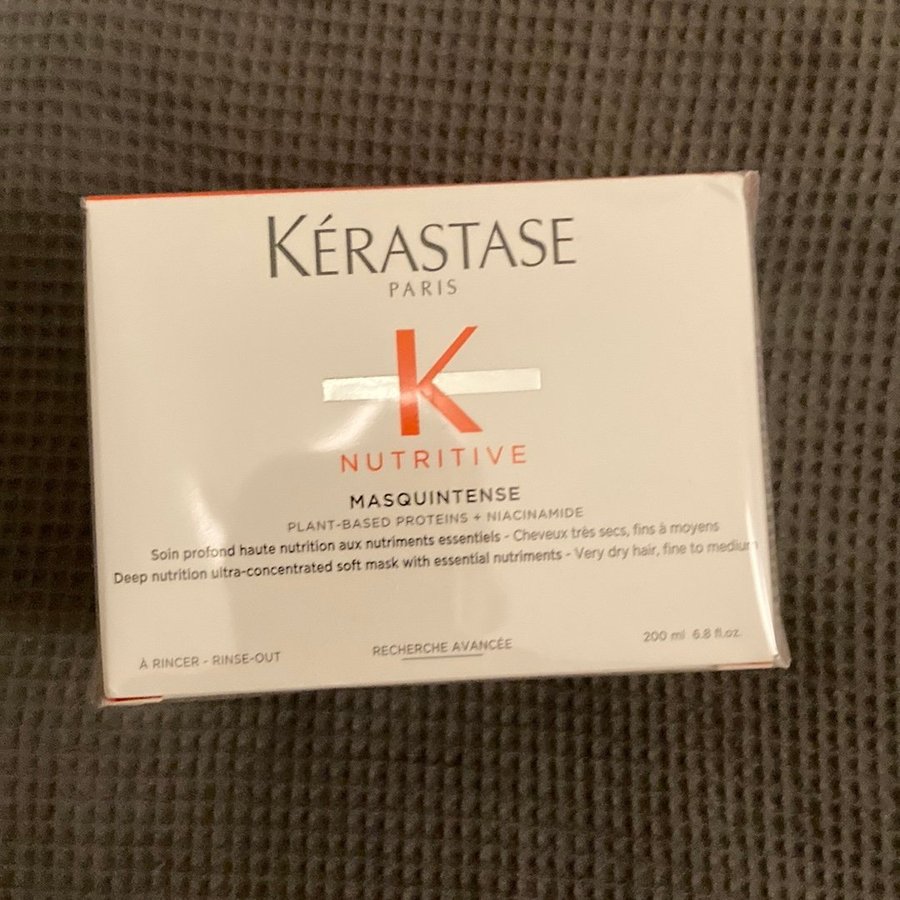 KÉRASTASE
PARIS
K
NUTRITIVE
MASQUINTENSE
PLANT-BASED PROTEINS + NIACINAMIDE
Soin profond haute nutrition aux nutriments essentiels - Cheveux très secs, fins à moyens
Deep nutrition ultra-concentrated soft mask with essential nutriments - Very dry hair, fine to medium
À RINCER - RINSE-OUT
RECHERCHE AVANCÉE
200 ml 6.8 fl.oz.